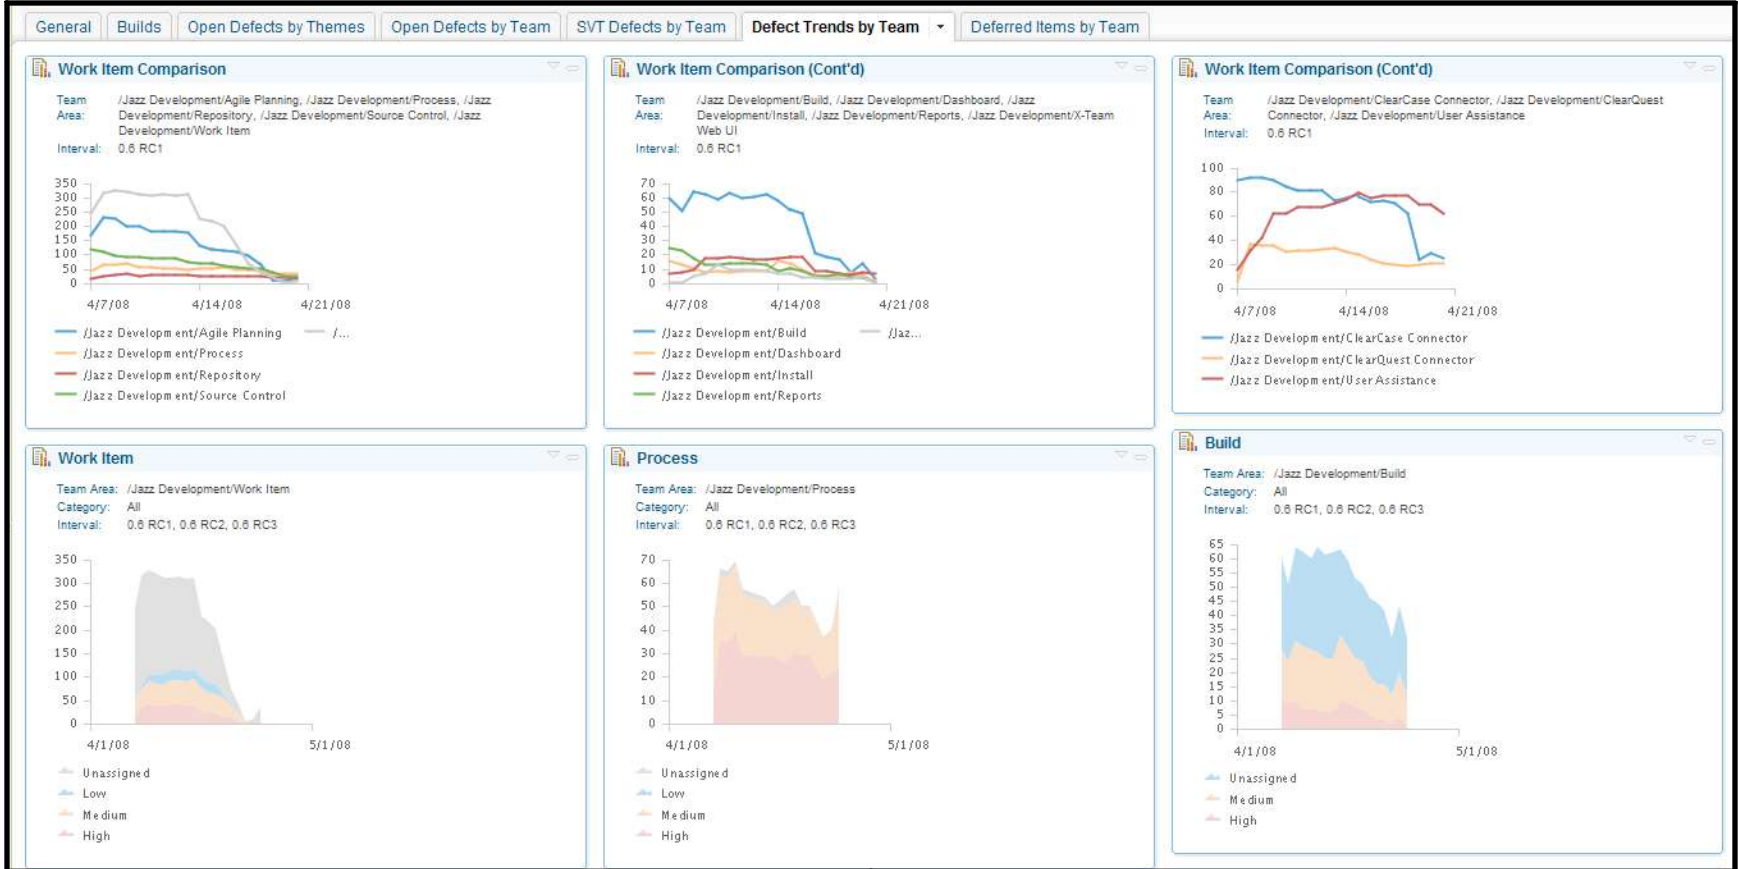 General Builds Open Defects by Themes Open Defects by Team SVT Defects by Team Defect Trends by Team Deferred Items by Team
Work Item Comparison
Team Area: /Jazz Development/Agile Planning, /Jazz Development/Process, /Jazz
Development/Repository, /Jazz Development/Source Control, /Jazz
Development/Work Item
Interval: 0.6 RC1
350
300
250
200
150
100
50
0
4/7/08 4/14/08 4/21/08
/Jazz Development/Agile Planning /...
/Jazz Development/Process
/Jazz Development/Repository
/Jazz Development/Source Control
Work Item Comparison (Cont'd)
Team Area: /Jazz Development/Build, /Jazz Development/Dashboard, /Jazz
Development/Install, /Jazz Development/Reports, /Jazz Development/X-Team
Web UI
Interval: 0.6 RC1
70
60
50
40
30
20
10
0
4/7/08 4/14/08 4/21/08
/Jazz Development/Build /Jaz...
/Jazz Development/Dashboard
/Jazz Development/Install
/Jazz Development/Reports
Work Item Comparison (Cont'd)
Team Area: /Jazz Development/ClearCase Connector, /Jazz Development/ClearQuest
Connector, /Jazz Development/User Assistance
Interval: 0.6 RC1
100
80
60
40
20
0
4/7/08 4/14/08 4/21/08
/Jazz Development/ClearCase Connector
/Jazz Development/ClearQuest Connector
/Jazz Development/User Assistance
Work Item
Team Area: /Jazz Development/Work Item
Category: All
Interval: 0.6 RC1, 0.6 RC2, 0.6 RC3
350
300
250
200
150
100
50
0
4/1/08 5/1/08
Unassigned
Low
Medium
High
Process
Team Area: /Jazz Development/Process
Category: All
Interval: 0.6 RC1, 0.6 RC2, 0.6 RC3
70
60
50
40
30
20
10
0
4/1/08 5/1/08
Unassigned
Low
Medium
High
Build
Team Area: /Jazz Development/Build
Category: All
Interval: 0.6 RC1, 0.6 RC2, 0.6 RC3
65
60
55
50
45
40
35
30
25
20
15
10
5
0
4/1/08 5/1/08
Unassigned
Medium
High